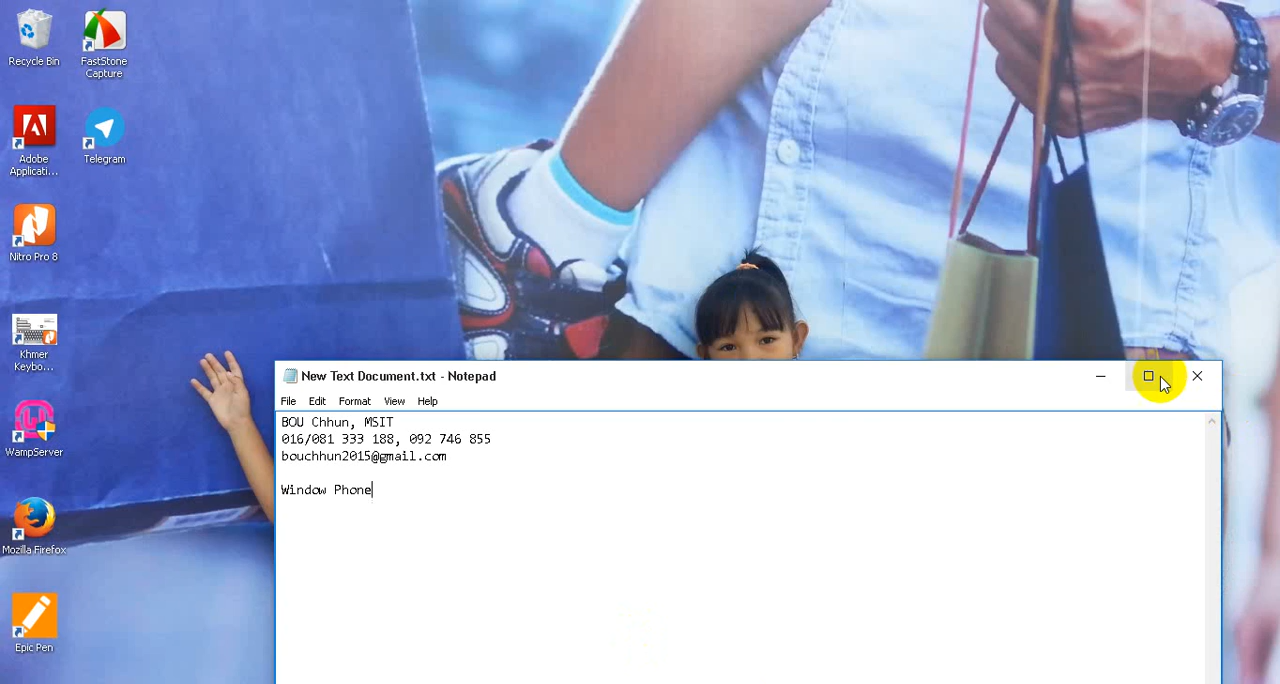 Recycle Bin
FastStone
Capture
Adobe
Applicati...
Telegram
Nitro Pro 8
Khmer
Keybo...
WampServer
Mozilla Firefox
Epic Pen
New Text Document.txt - Notepad
File Edit Format View Help
BOU Chhun, MSIT
016/081 333 188, 092 746 855
bouchhun2015@gmail.com
Window Phone